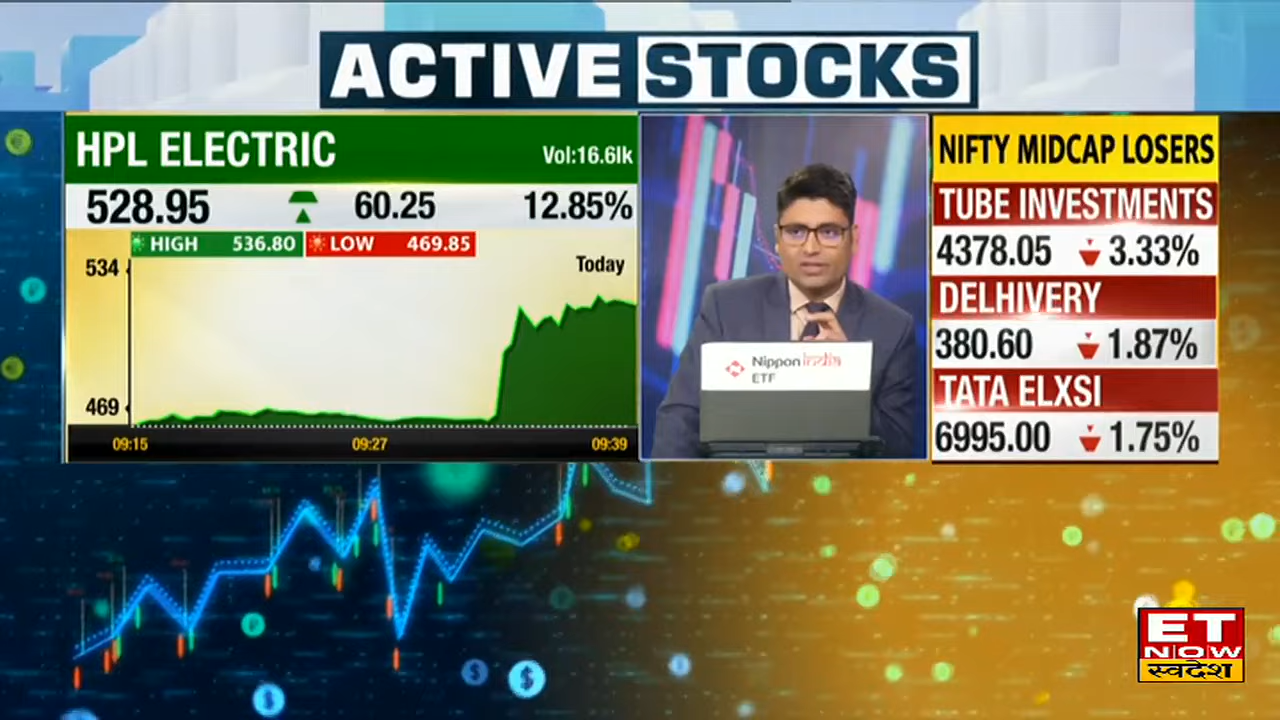 ACTIVE STOCKS
HPL ELECTRIC
Vol:16.6lk
528.95 60.25 12.85%
HIGH 536.80 LOW 469.85
534
Today
469
09:15 09:27 09:39
Nippon india
ETF
NIFTY MIDCAP LOSERS
TUBE INVESTMENTS
4378.05 3.33%
DELHIVERY
380.60 1.87%
TATA ELXSI
6995.00 1.75%
ET
NOW
स्वदेश